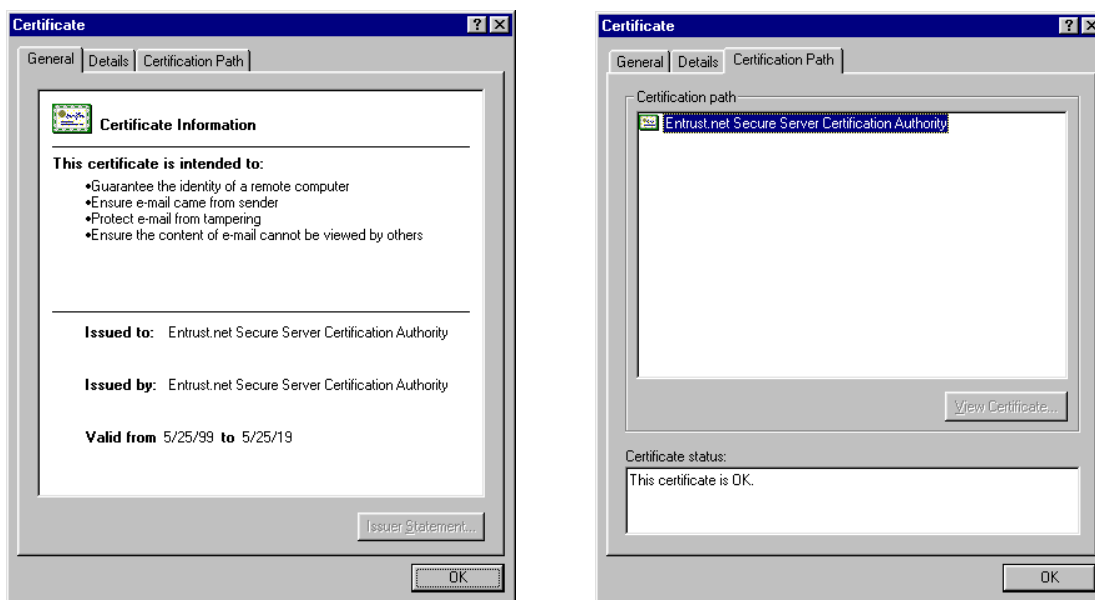 Certificate
General Details Certification Path
Certificate Information
This certificate is intended to:
•Guarantee the identity of a remote computer
•Ensure e-mail came from sender
•Protect e-mail from tampering
•Ensure the content of e-mail cannot be viewed by others
Issued to: Entrust.net Secure Server Certification Authority
Issued by: Entrust.net Secure Server Certification Authority
Valid from 5/25/99 to 5/25/19
Issuer Statement...
OK
Certificate
General Details Certification Path
Certification path
Entrust.net Secure Server Certification Authority
View Certificate...
Certificate status:
This certificate is OK.
OK